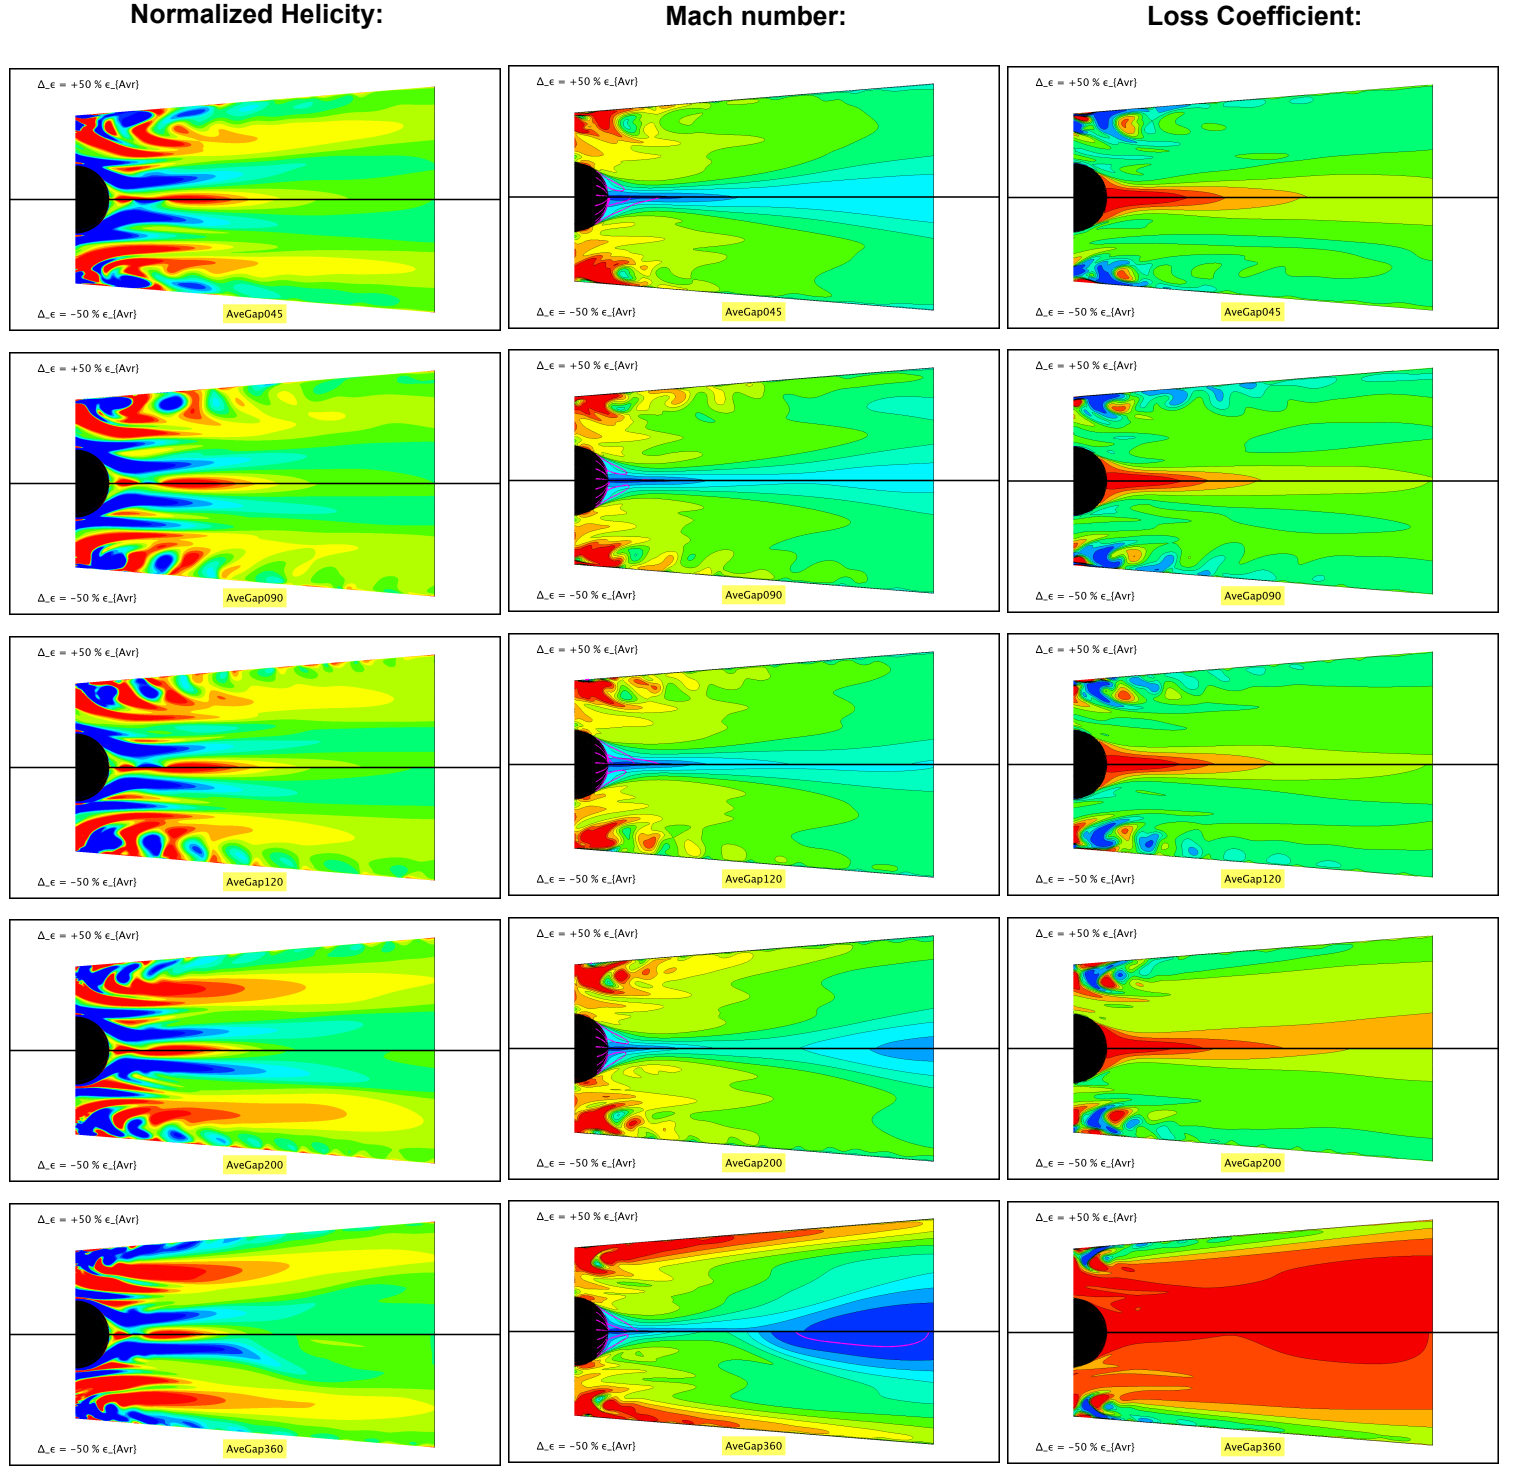 Normalized Helicity: Mach number: Loss Coefficient:
Δ_ϵ = +50 % ϵ_{Avr} Δ_ϵ = +50 % ϵ_{Avr} Δ_ϵ = +50 % ϵ_{Avr}
Δ_ϵ = −50 % ϵ_{Avr} AveGap045 Δ_ϵ = −50 % ϵ_{Avr} AveGap045 Δ_ϵ = −50 % ϵ_{Avr} AveGap045
Δ_ϵ = +50 % ϵ_{Avr} Δ_ϵ = +50 % ϵ_{Avr} Δ_ϵ = +50 % ϵ_{Avr}
Δ_ϵ = −50 % ϵ_{Avr} AveGap090 Δ_ϵ = −50 % ϵ_{Avr} AveGap090 Δ_ϵ = −50 % ϵ_{Avr} AveGap090
Δ_ϵ = +50 % ϵ_{Avr} Δ_ϵ = +50 % ϵ_{Avr} Δ_ϵ = +50 % ϵ_{Avr}
Δ_ϵ = −50 % ϵ_{Avr} AveGap120 Δ_ϵ = −50 % ϵ_{Avr} AveGap120 Δ_ϵ = −50 % ϵ_{Avr} AveGap120
Δ_ϵ = +50 % ϵ_{Avr} Δ_ϵ = +50 % ϵ_{Avr} Δ_ϵ = +50 % ϵ_{Avr}
Δ_ϵ = −50 % ϵ_{Avr} AveGap200 Δ_ϵ = −50 % ϵ_{Avr} AveGap200 Δ_ϵ = −50 % ϵ_{Avr} AveGap200
Δ_ϵ = +50 % ϵ_{Avr} Δ_ϵ = +50 % ϵ_{Avr} Δ_ϵ = +50 % ϵ_{Avr}
Δ_ϵ = −50 % ϵ_{Avr} AveGap360 Δ_ϵ = −50 % ϵ_{Avr} AveGap360 Δ_ϵ = −50 % ϵ_{Avr} AveGap360